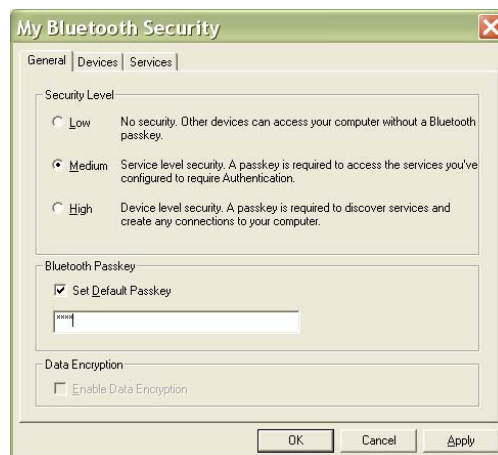 My Bluetooth Security
General Devices Services
Security Level
Low No security. Other devices can access your computer without a Bluetooth
passkey.
Medium Service level security. A passkey is required to access the services you've
configured to require Authentication.
High Device level security. A passkey is required to discover services and
create any connections to your computer.
Bluetooth Passkey
Set Default Passkey
****
Data Encryption
Enable Data Encryption
OK Cancel Apply